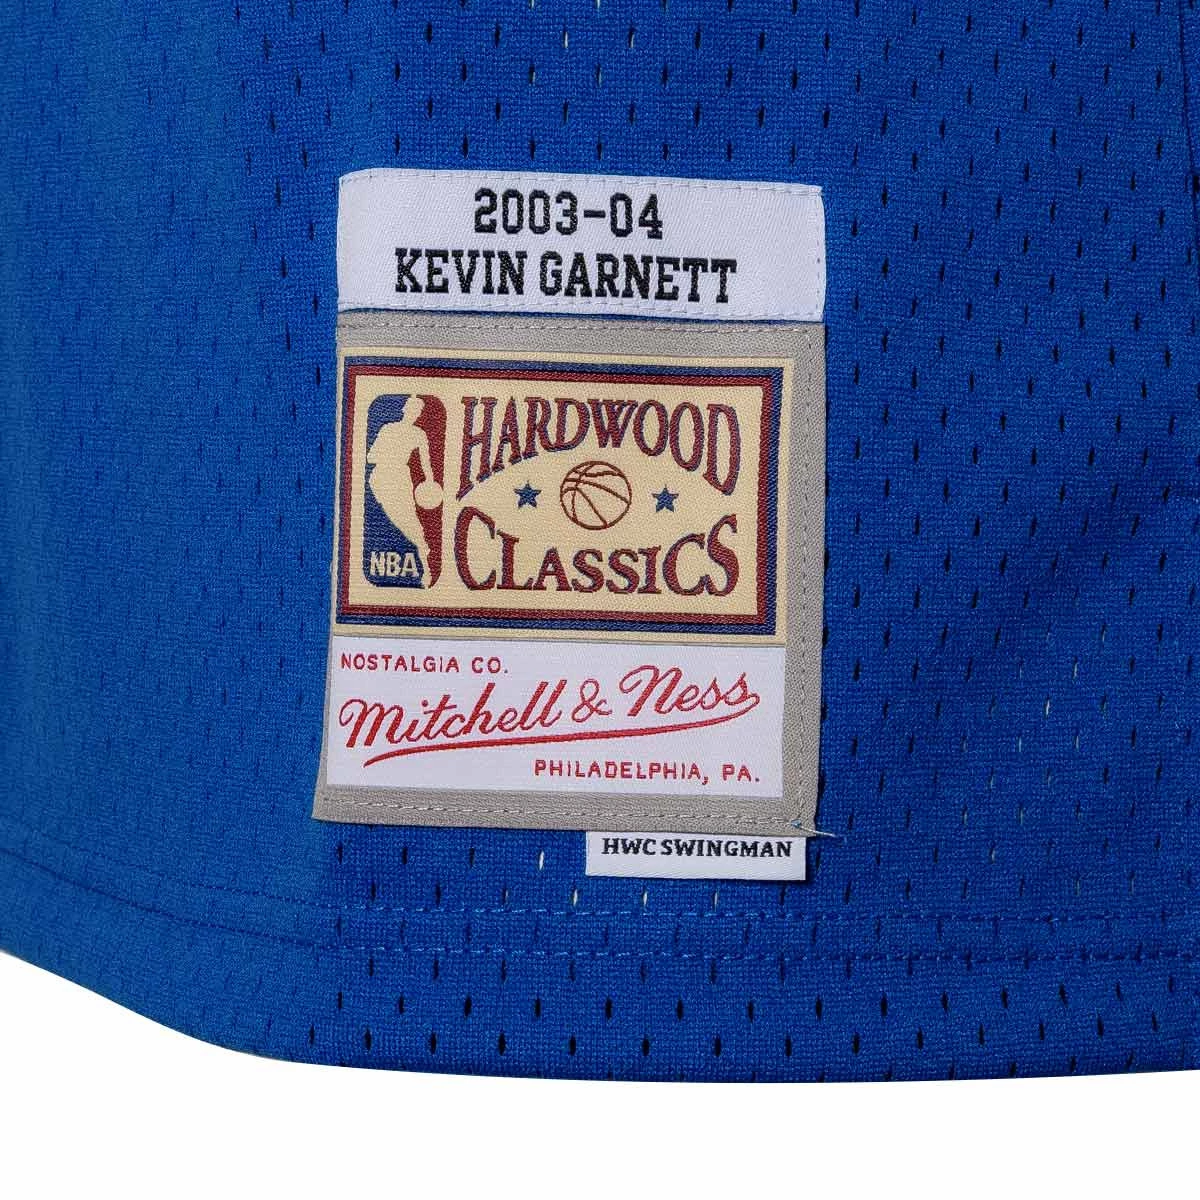 2003-04
KEVIN GARNETT
HARDWOOD
CLASSICS
NBA
NOSTALGIA CO.
Mitchell & Ness
PHILADELPHIA, PA.
HWC SWINGMAN